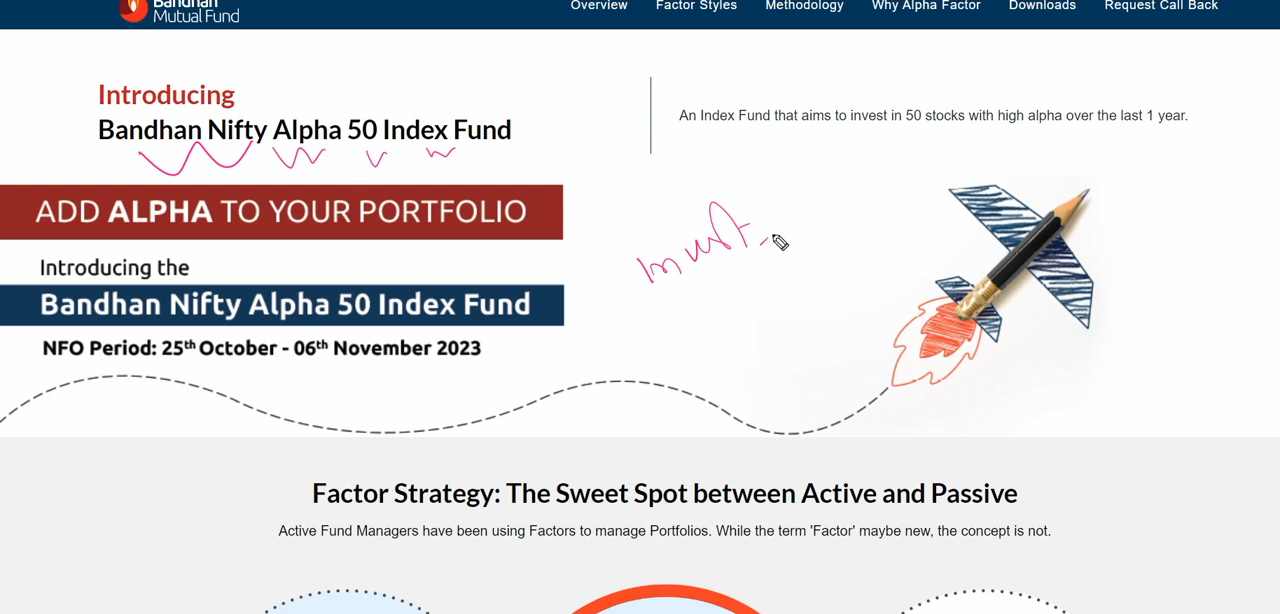 Bandhan
Mutual Fund
Overview Factor Styles Methodology Why Alpha Factor Downloads Request Call Back
Introducing
Bandhan Nifty Alpha 50 Index Fund
An Index Fund that aims to invest in 50 stocks with high alpha over the last 1 year.
ADD ALPHA TO YOUR PORTFOLIO
Introducing the
Bandhan Nifty Alpha 50 Index Fund
NFO Period: 25th October - 06th November 2023
Factor Strategy: The Sweet Spot between Active and Passive
Active Fund Managers have been using Factors to manage Portfolios. While the term 'Factor' maybe new, the concept is not.